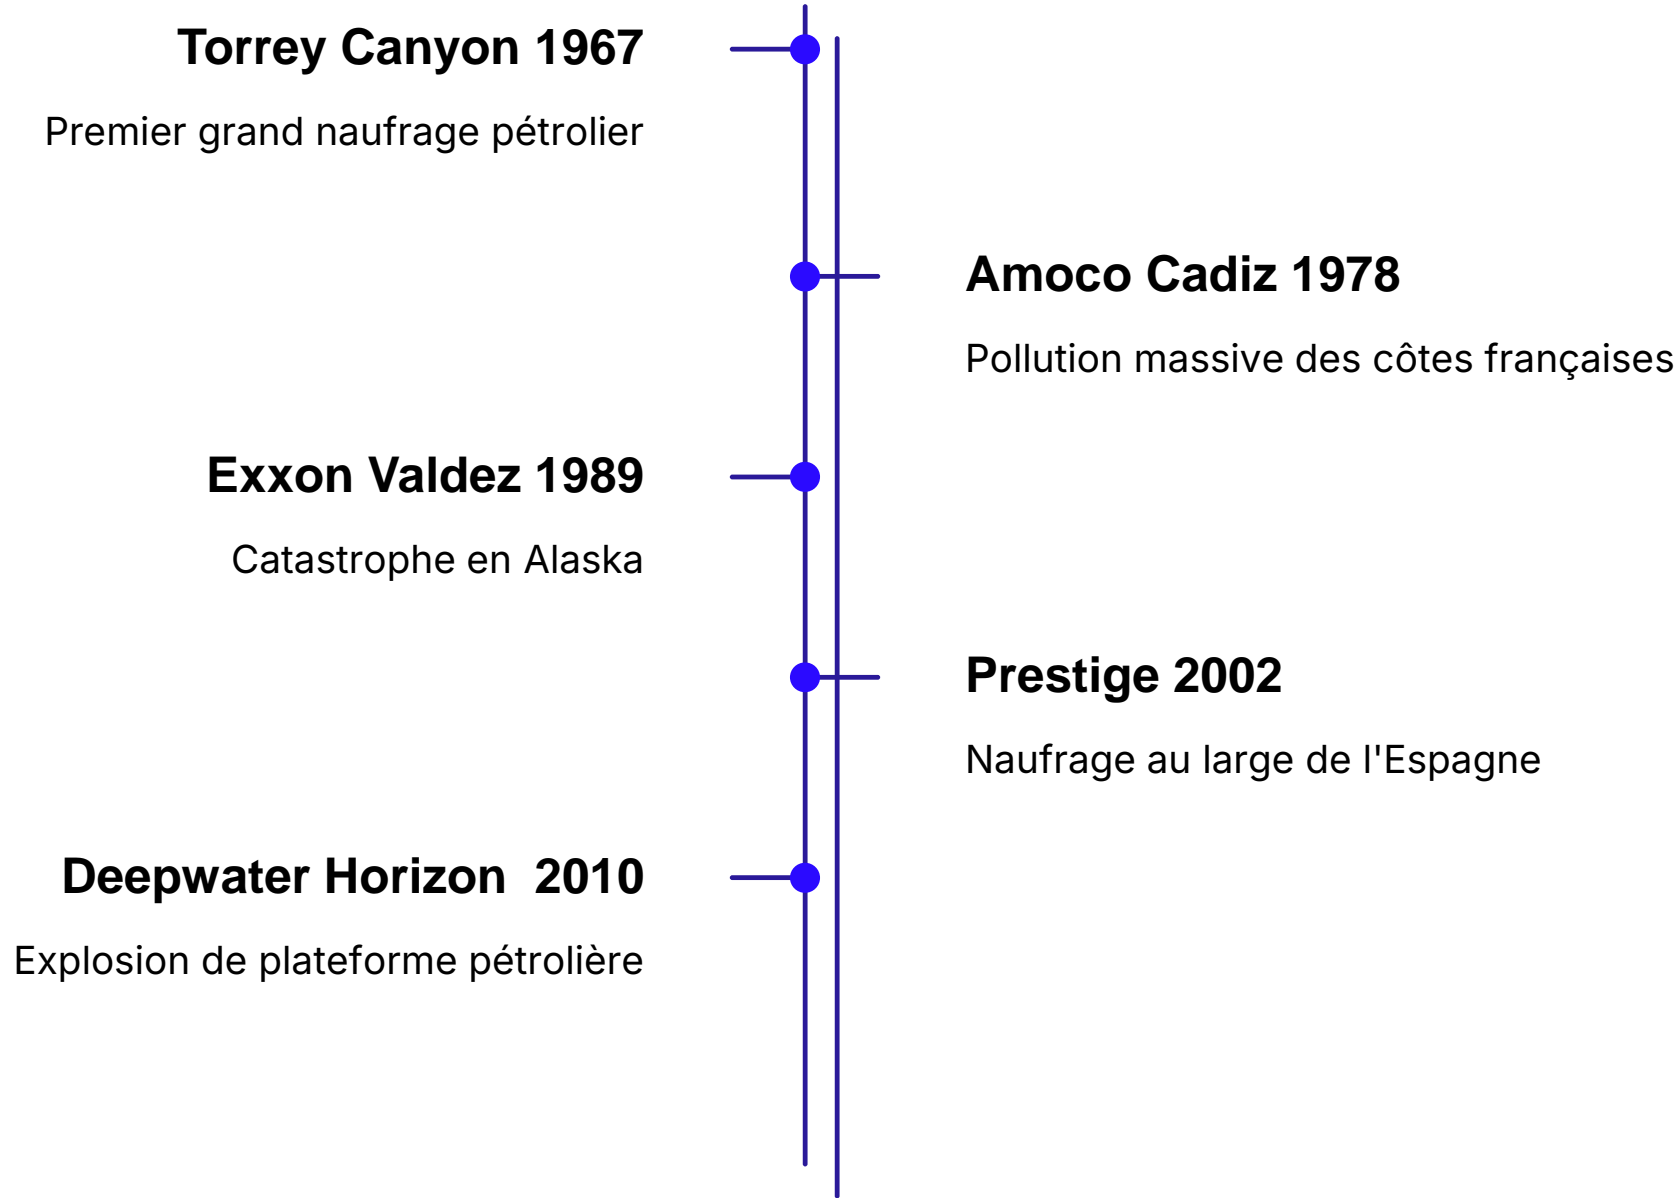 Torrey Canyon 1967
Premier grand naufrage pétrolier
Amoco Cadiz 1978
Pollution massive des côtes françaises
Exxon Valdez 1989
Catastrophe en Alaska
Prestige 2002
Naufrage au large de l'Espagne
Deepwater Horizon  2010
Explosion de plateforme pétrolière